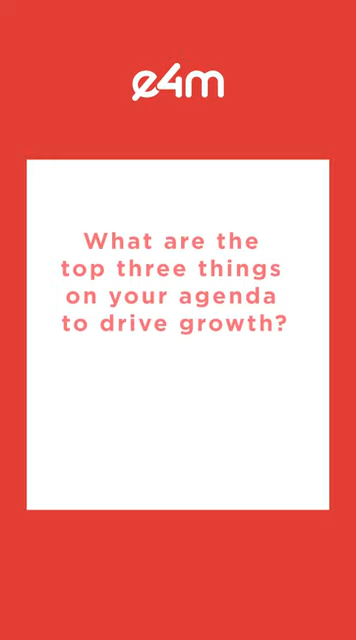 e4m
What are the
top three things
on your agenda
to drive growth?